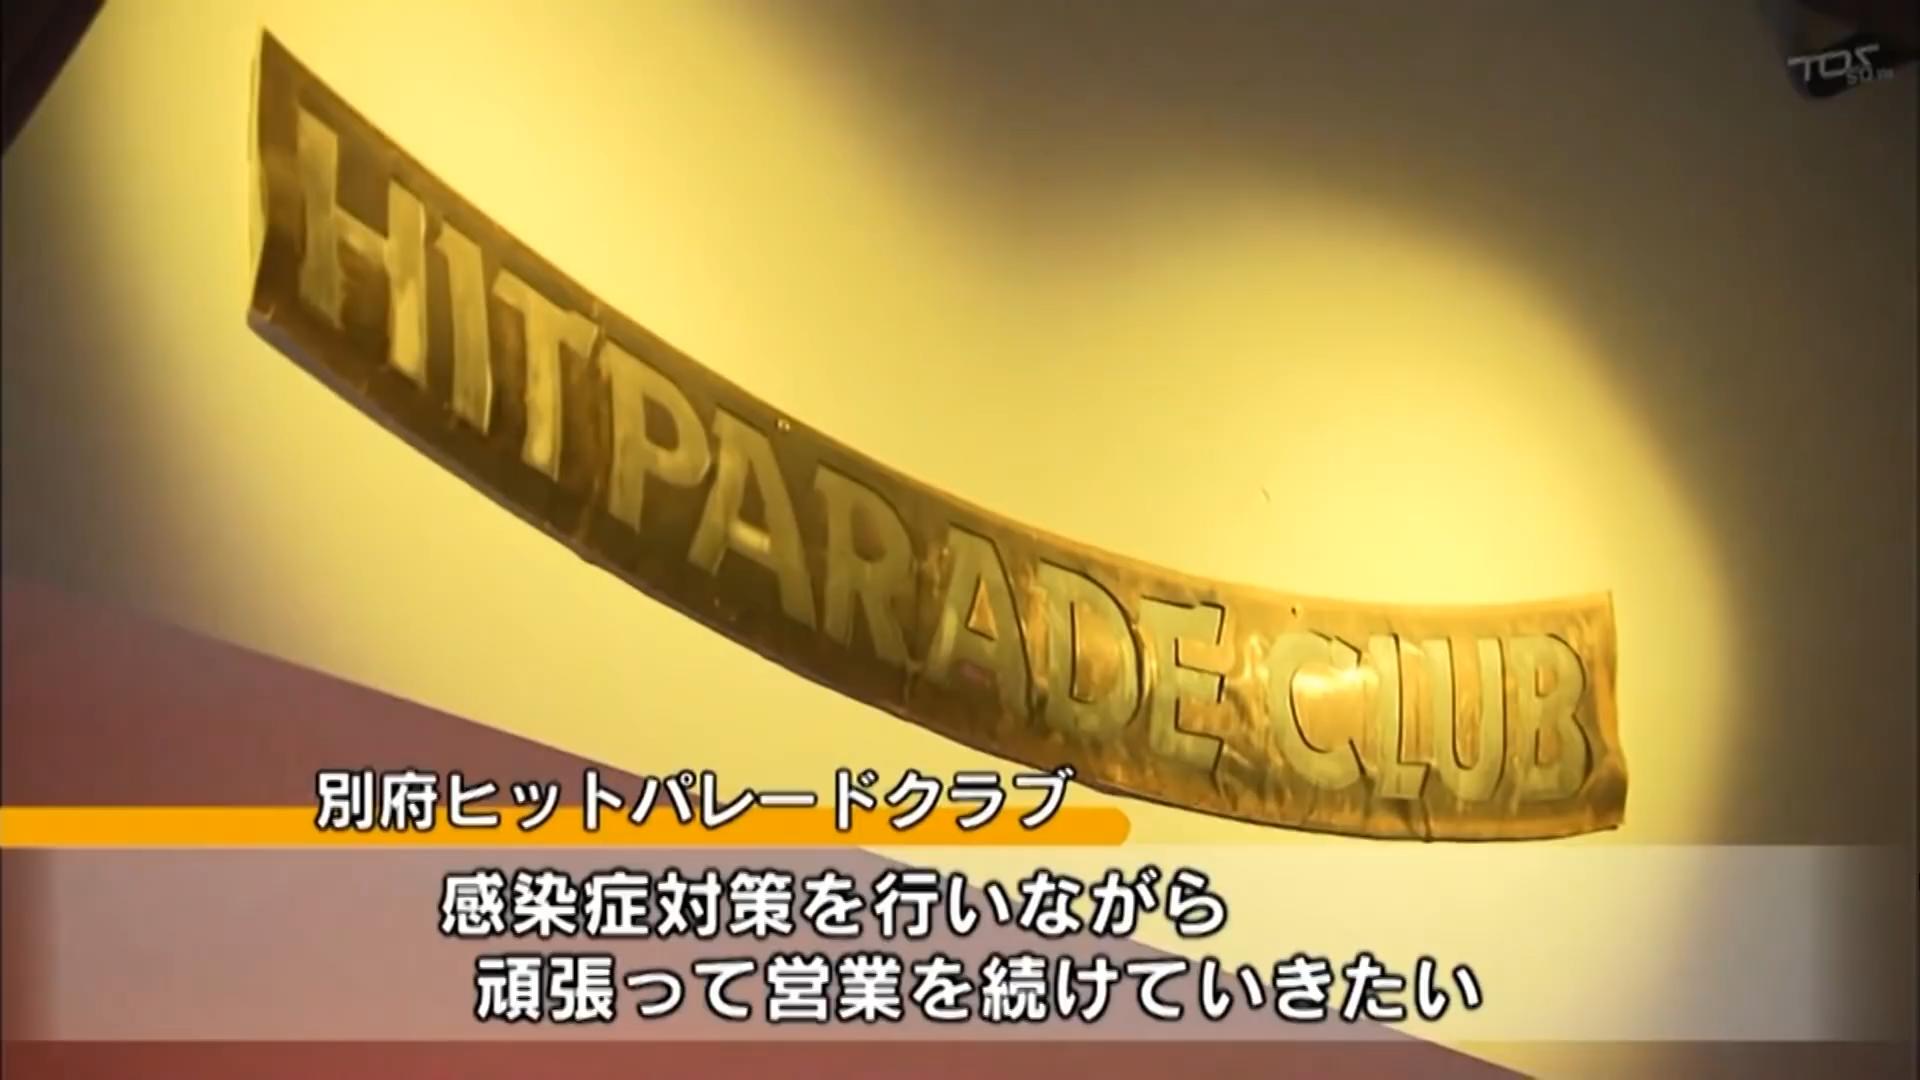 TOS
HIT PARADE CLUB
別府ヒットパレードクラブ
感染症対策を行いながら
頑張って営業を続けていきたい